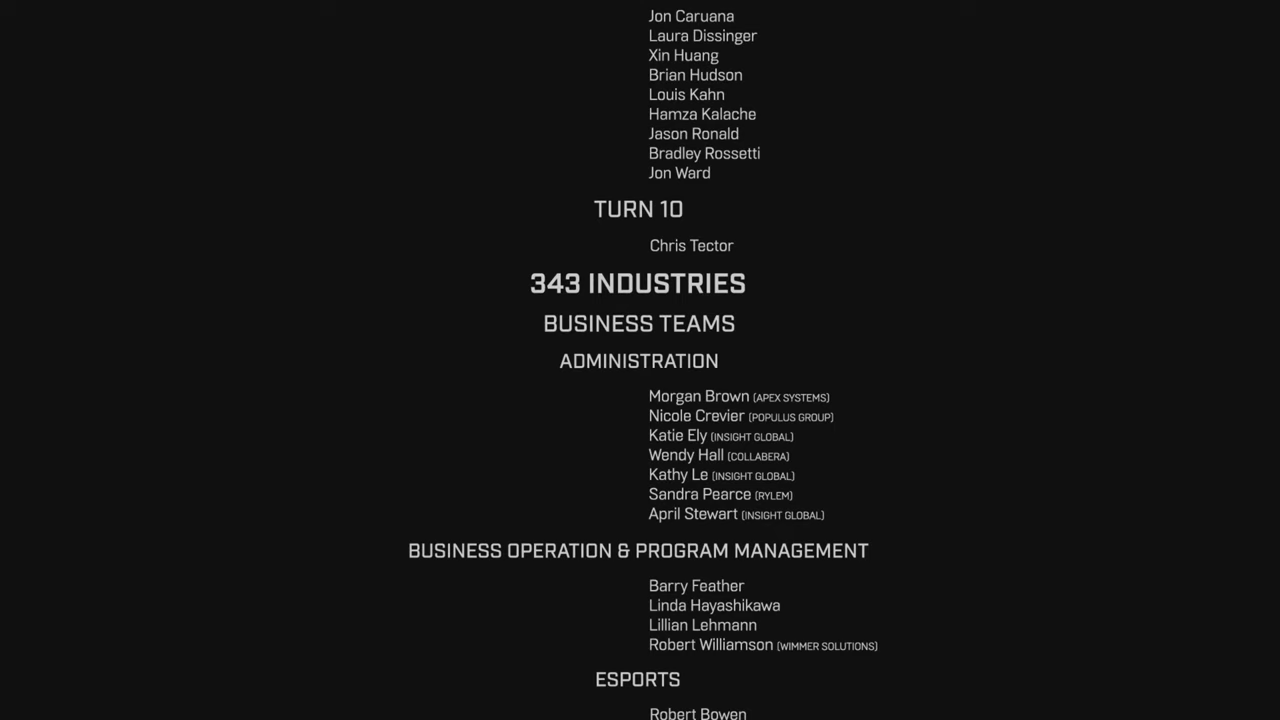 Jon Caruana
Laura Dissinger
Xin Huang
Brian Hudson
Louis Kahn
Hamza Kalache
Jason Ronald
Bradley Rossetti
Jon Ward
TURN 10
Chris Tector
343 INDUSTRIES
BUSINESS TEAMS
ADMINISTRATION
Morgan Brown (APEX SYSTEMS)
Nicole Crevier (POPULUS GROUP)
Katie Ely (INSIGHT GLOBAL)
Wendy Hall (COLLABERA)
Kathy Le (INSIGHT GLOBAL)
Sandra Pearce (RYLEM)
April Stewart (INSIGHT GLOBAL)
BUSINESS OPERATION & PROGRAM MANAGEMENT
Barry Feather
Linda Hayashikawa
Lillian Lehmann
Robert Williamson (WIMMER SOLUTIONS)
ESPORTS
Robert Bowen